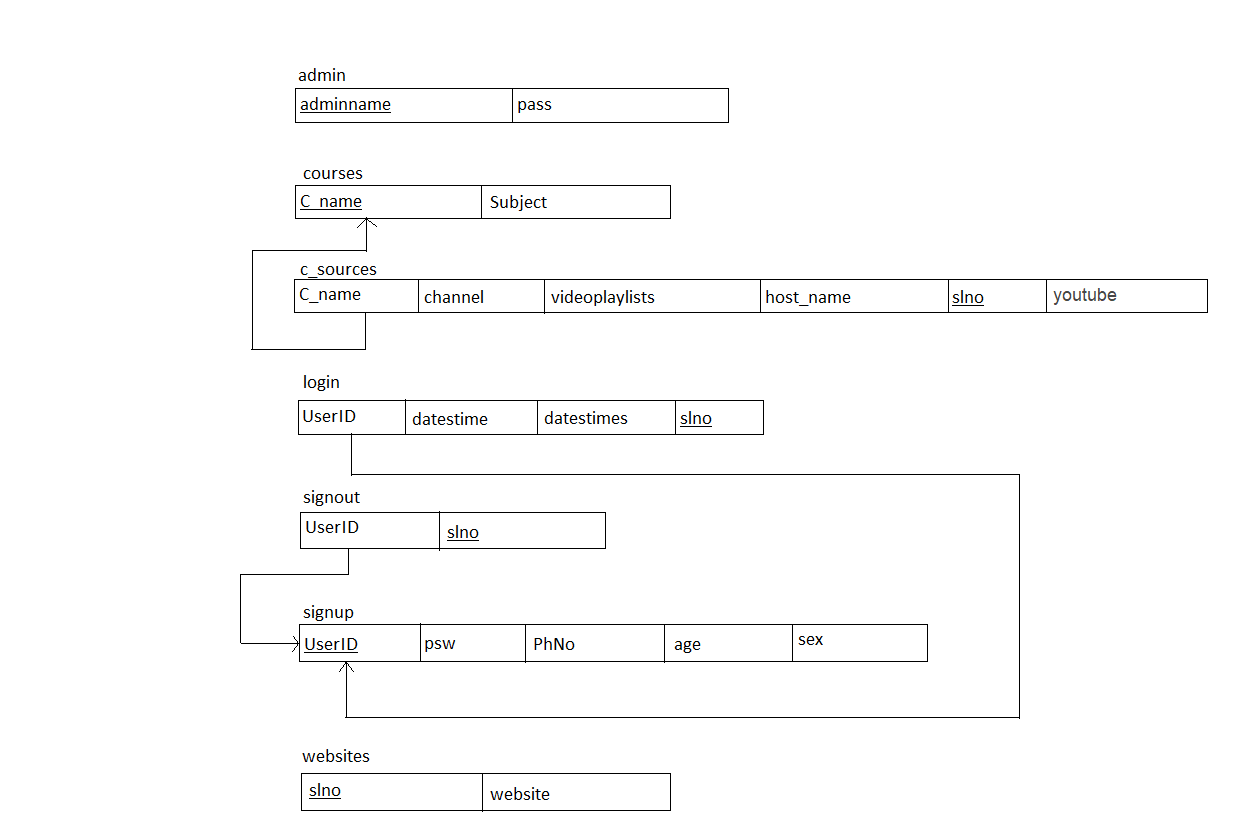 admin
adminname pass
courses
C_name Subject
c_sources
C_name channel videoplaylists host_name slno youtube
login
UserID datestime datestimes slno
signout
UserID slno
signup
UserID psw PhNo age sex
websites
slno website